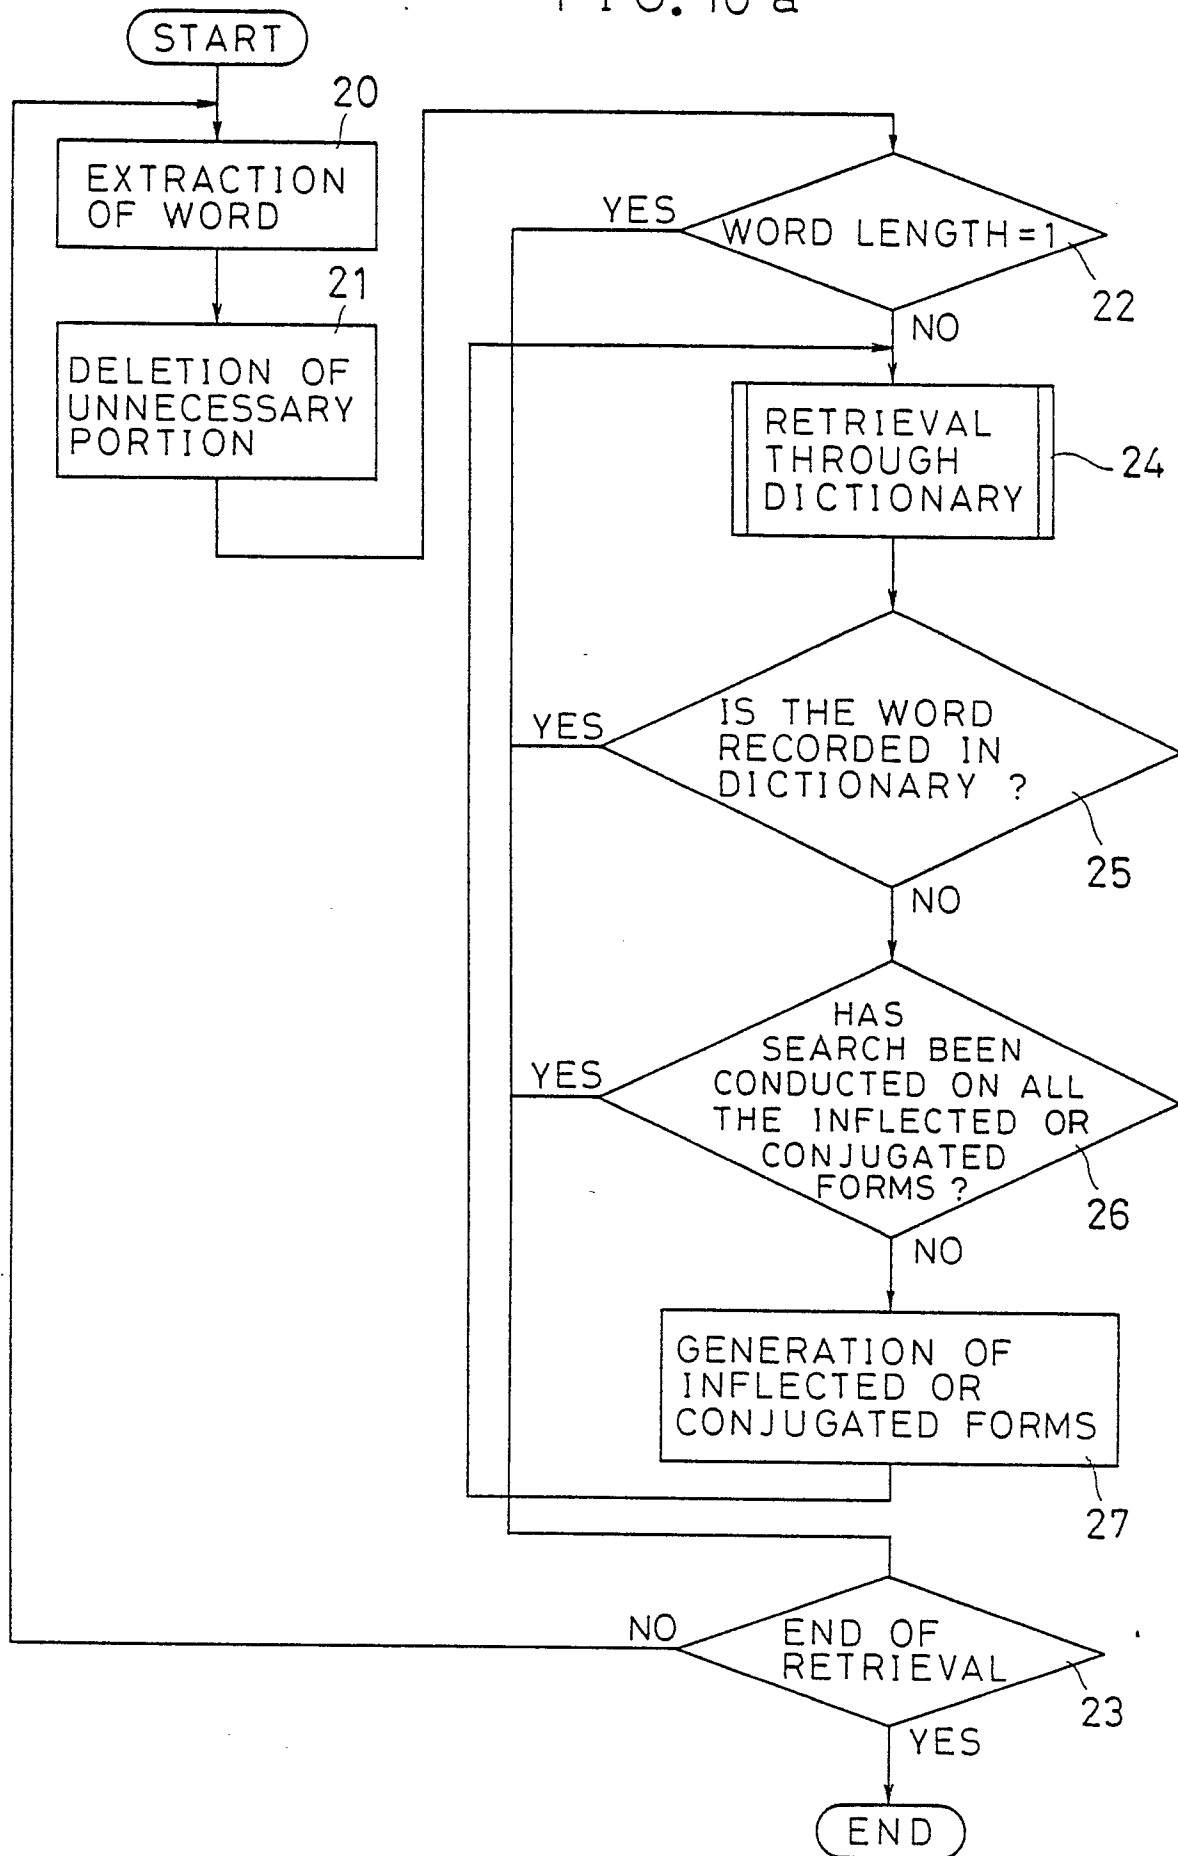 START
20
EXTRACTION
OF WORD
21
DELETION OF
UNNECESSARY
PORTION
YES
WORD LENGTH=1
22
NO
RETRIEVAL
THROUGH
DICTIONARY
24
YES
IS THE WORD
RECORDED IN
DICTIONARY ?
25
NO
YES
HAS
SEARCH BEEN
CONDUCTED ON ALL
THE INFLECTED OR
CONJUGATED
FORMS ?
26
NO
GENERATION OF
INFLECTED OR
CONJUGATED FORMS
27
NO
END OF
RETRIEVAL
23
YES
END